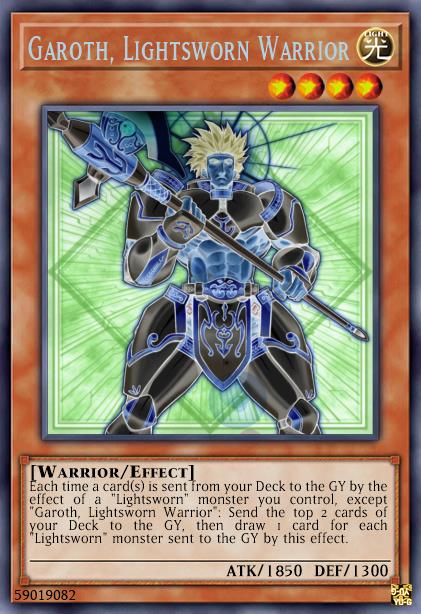 GAROTH, LIGHTSWORN WARRIOR
LIGHT
光
[WARRIOR/EFFECT]
Each time a card(s) is sent from your Deck to the GY by the
effect of a "Lightsworn" monster you control, except
"Garoth, Lightsworn Warrior": Send the top 2 cards of
your Deck to the GY, then draw 1 card for each
"Lightsworn" monster sent to the GY by this effect.
ATK/1850 DEF/1300
59019082